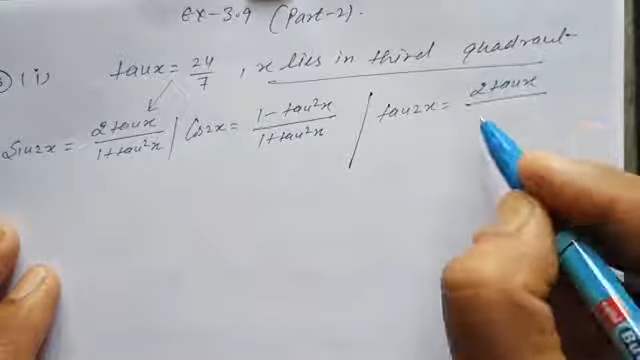 Ex-3.9 (Part-2).
(i) tanx = 24/7 , x lies in third quadrant
Sin2x = 2tanx/1+tan²x | Cos2x = 1-tan²x/1+tan²x / tan2x = 2tanx